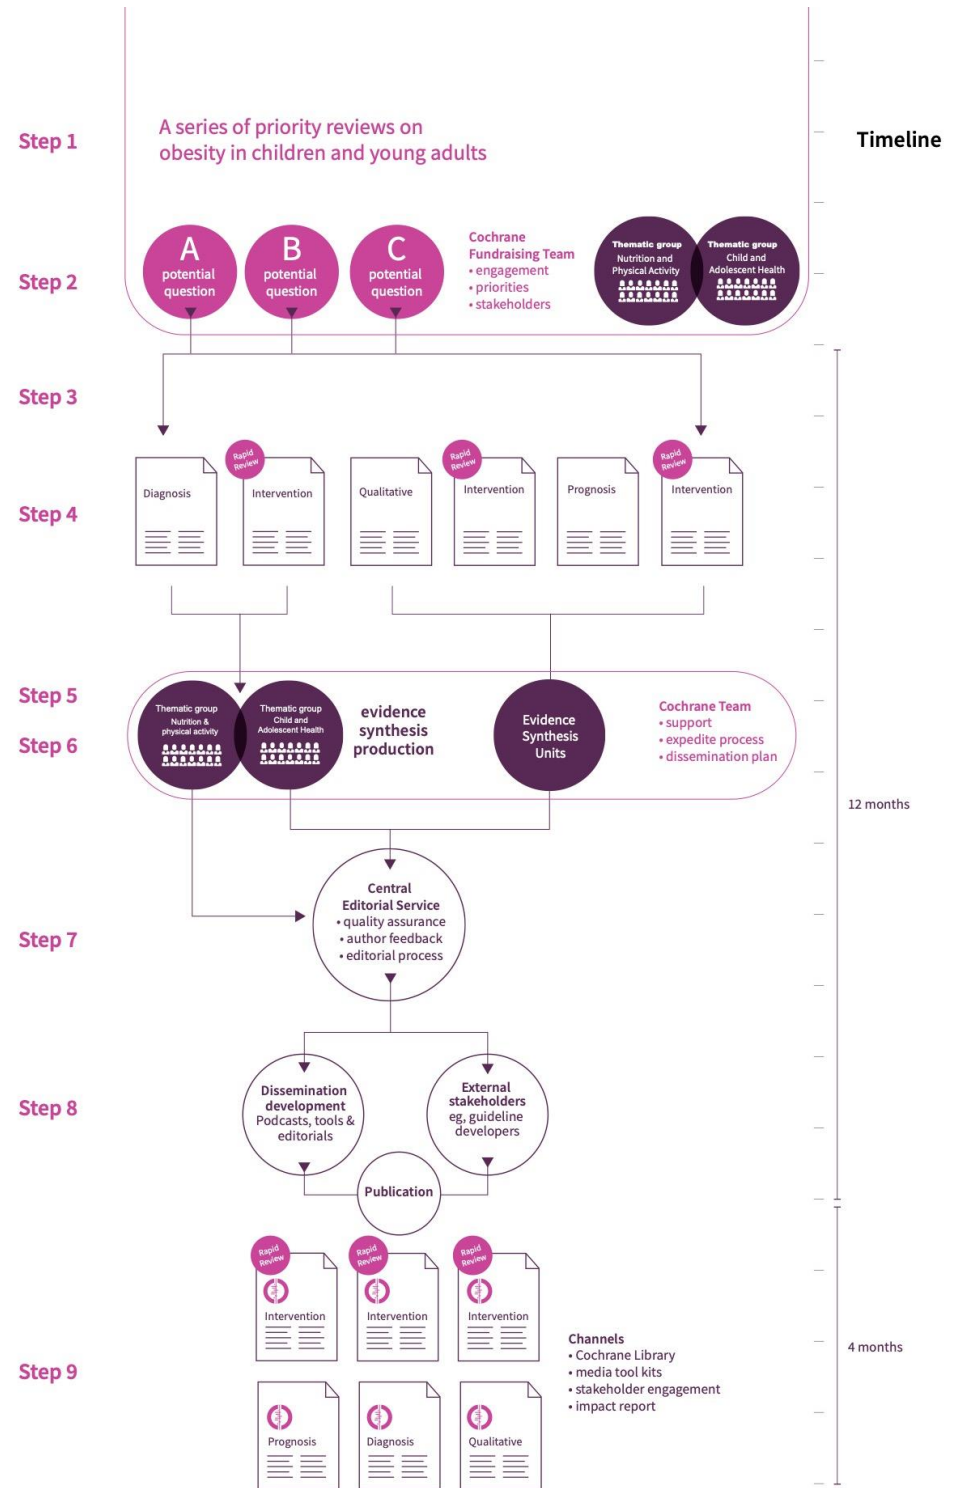 Step 1
A series of priority reviews on
obesity in children and young adults
Timeline
Step 2
A
potential
question
B
potential
question
C
potential
question
Cochrane
Fundraising Team
• engagement
• priorities
• stakeholders
Thematic group
Nutrition and
Physical Activity
Thematic group
Child and
Adolescent Health
Step 3
Step 4
Diagnosis
Rapid
Review
Intervention
Qualitative
Rapid
Review
Intervention
Prognosis
Rapid
Review
Intervention
Step 5
Step 6
Thematic group
Nutrition &
physical activity
Thematic group
Child and
Adolescent Health
evidence
synthesis
production
Evidence
Synthesis
Units
Cochrane Team
• support
• expedite process
• dissemination plan
12 months
Step 7
Central
Editorial Service
• quality assurance
• author feedback
• editorial process
Step 8
Dissemination
development
Podcasts, tools &
editorials
External
stakeholders
eg, guideline
developers
Publication
Step 9
Rapid
Review
Intervention
Rapid
Review
Intervention
Rapid
Review
Intervention
Prognosis
Diagnosis
Qualitative
Channels
• Cochrane Library
• media tool kits
• stakeholder engagement
• impact report
4 months